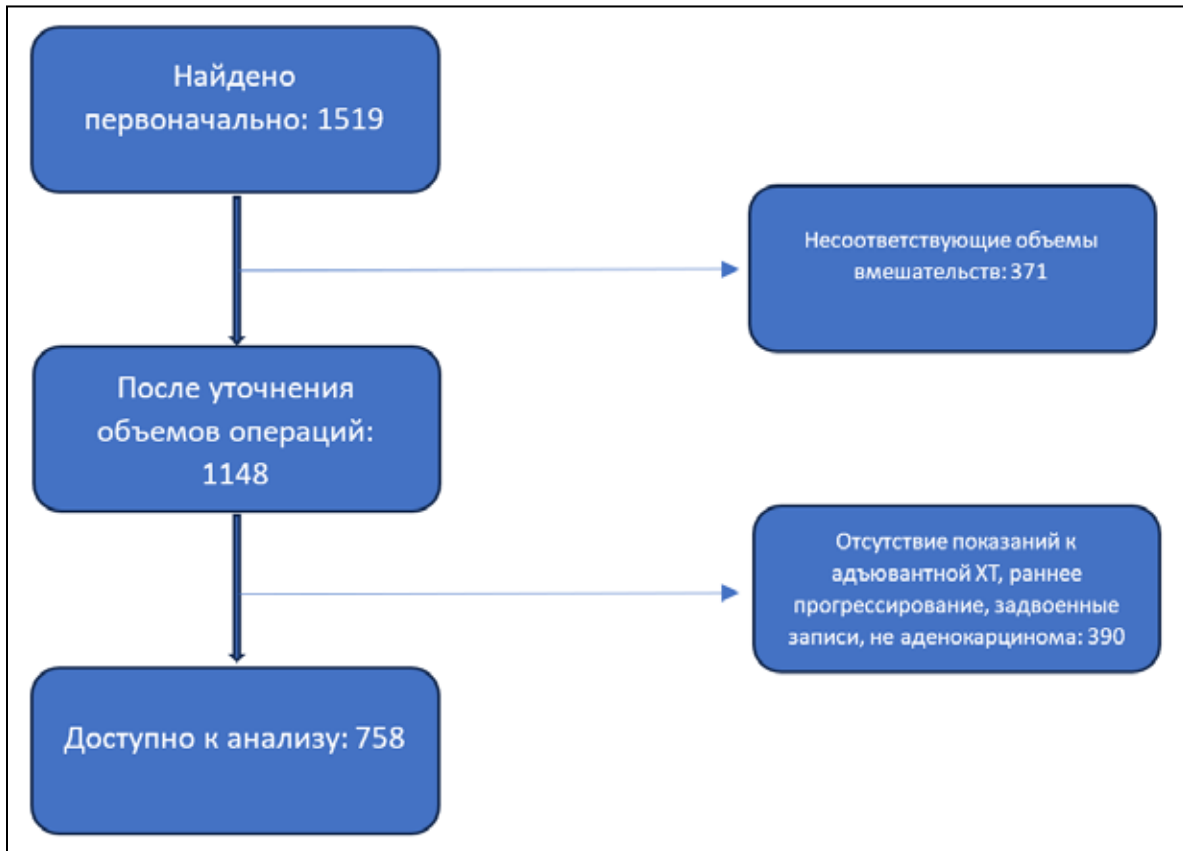 Найдено
первоначально: 1519
Несоответствующие объемы
вмешательств: 371
После уточнения
объемов операций:
1148
Отсутствие показаний к
адъювантной ХТ, раннее
прогрессирование, задвоенные
записи, не аденокарцинома: 390
Доступно к анализу: 758